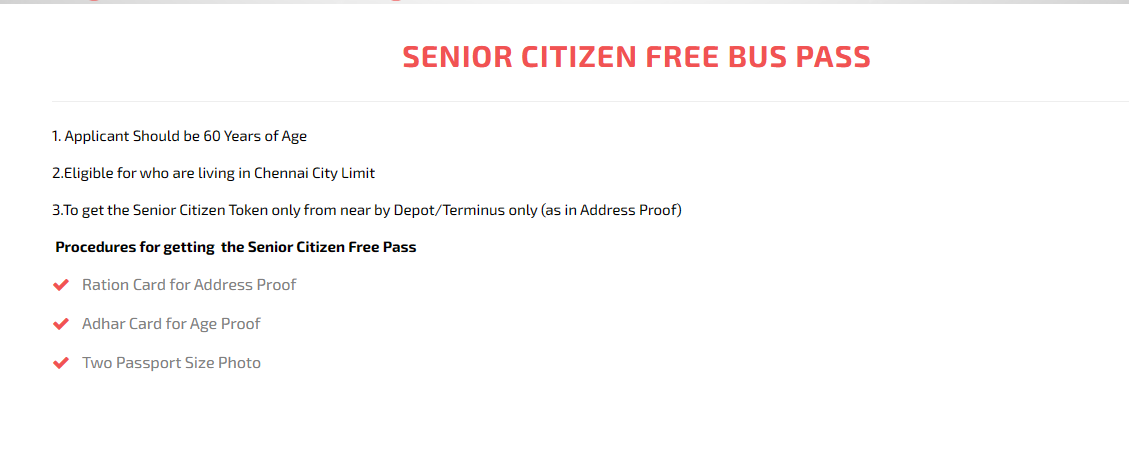 SENIOR CITIZEN FREE BUS PASS
1. Applicant Should be 60 Years of Age
2.Eligible for who are living in Chennai City Limit
3.To get the Senior Citizen Token only from near by Depot/Terminus only (as in Address Proof)
Procedures for getting the Senior Citizen Free Pass
Ration Card for Address Proof
Adhar Card for Age Proof
Two Passport Size Photo